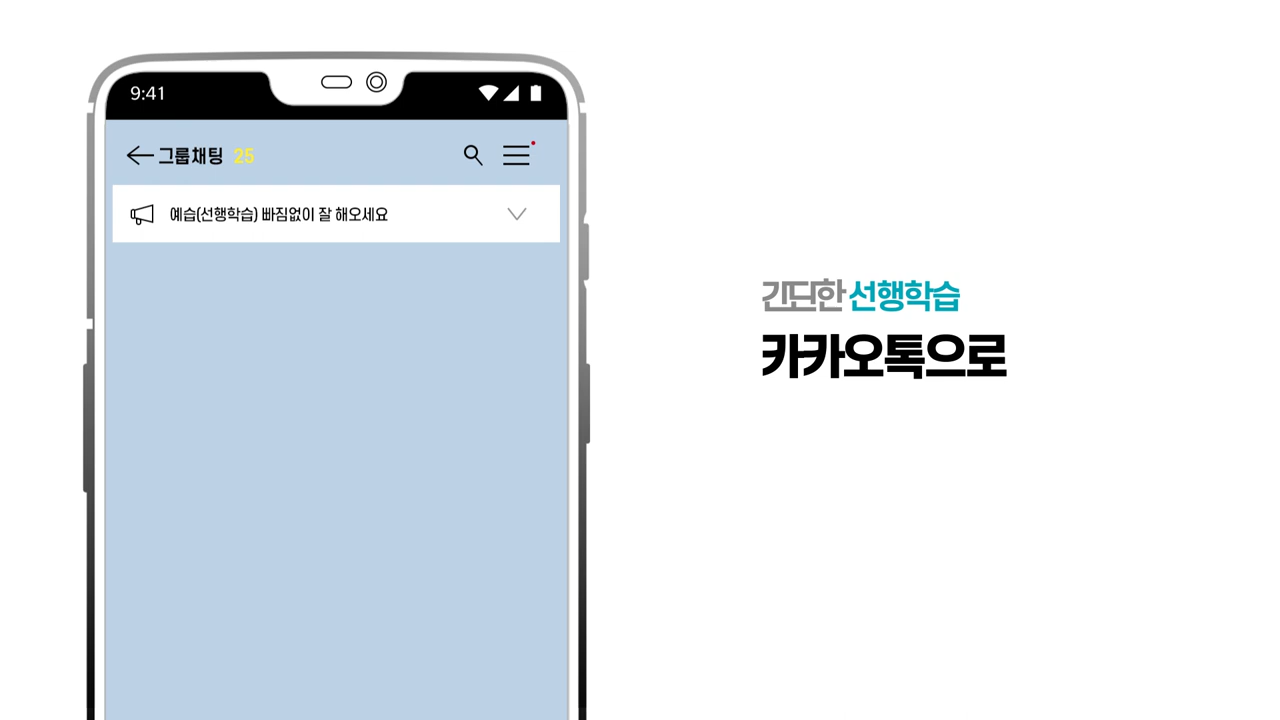 9:41
그룹채팅 25
예습(선행학습) 빠짐없이 잘 해오세요
간단한 선행학습
카카오톡으로